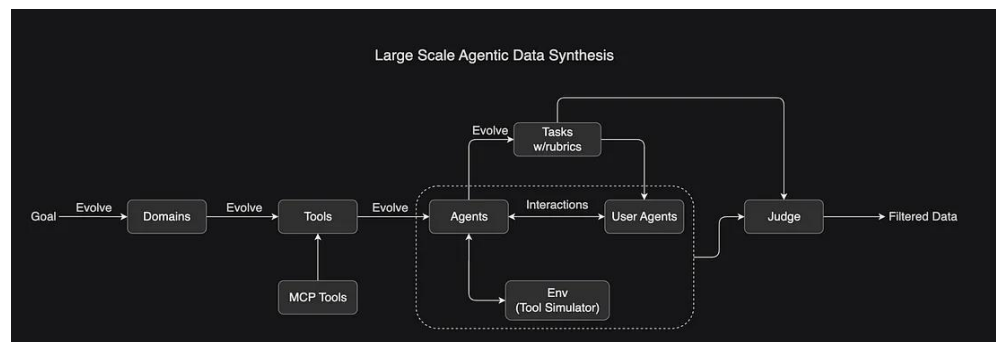 Large Scale Agentic Data Synthesis
Evolve
Tasks
w/rubrics
Goal
Evolve
Domains
Evolve
Tools
Evolve
Agents
Interactions
User Agents
Judge
Filtered Data
MCP Tools
Env
(Tool Simulator)